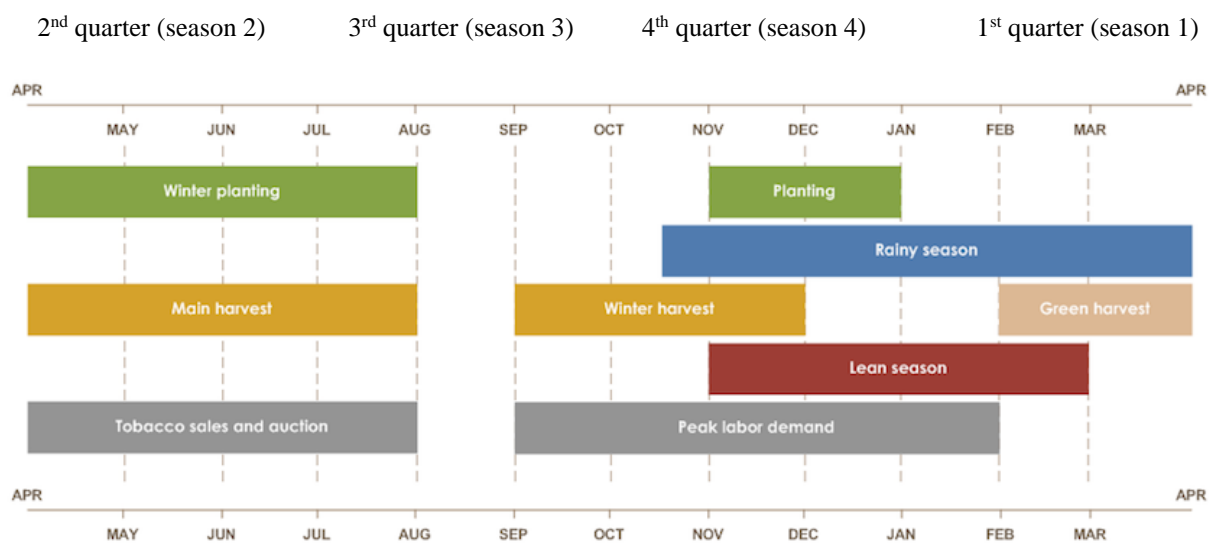 2nd quarter (season 2) 3rd quarter (season 3) 4th quarter (season 4) 1st quarter (season 1)
APR APR
MAY JUN JUL AUG SEP OCT NOV DEC JAN FEB MAR
Winter planting Planting
Rainy season
Main harvest Winter harvest Green harvest
Lean season
Tobacco sales and auction Peak labor demand
APR APR
MAY JUN JUL AUG SEP OCT NOV DEC JAN FEB MAR